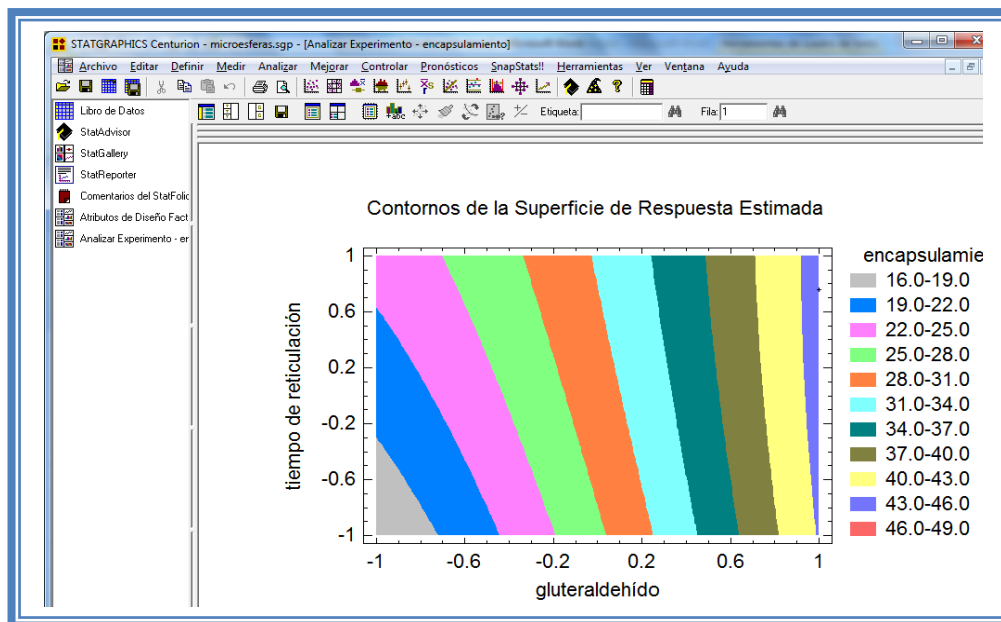 STATGRAPHICS Centurion - microesferas.sgp - [Analizar Experimento - encapsulamiento]
Archivo Editar Definir Medir Analizar Mejorar Controlar Pronósticos SnapStats!! Herramientas Ver Ventana Ayuda
Etiqueta: Fila: 1
Libro de Datos
StatAdvisor
StatGallery
StatReporter
Comentarios del StatFolic
Atributos de Diseño Fact
Analizar Experimento - er
Contornos de la Superficie de Respuesta Estimada
encapsulamie
16.0-19.0
19.0-22.0
22.0-25.0
25.0-28.0
28.0-31.0
31.0-34.0
34.0-37.0
37.0-40.0
40.0-43.0
43.0-46.0
46.0-49.0
tiempo de reticulación
1
0.6
0.2
-0.2
-0.6
-1
-1 -0.6 -0.2 0.2 0.6 1
gluteraldehído